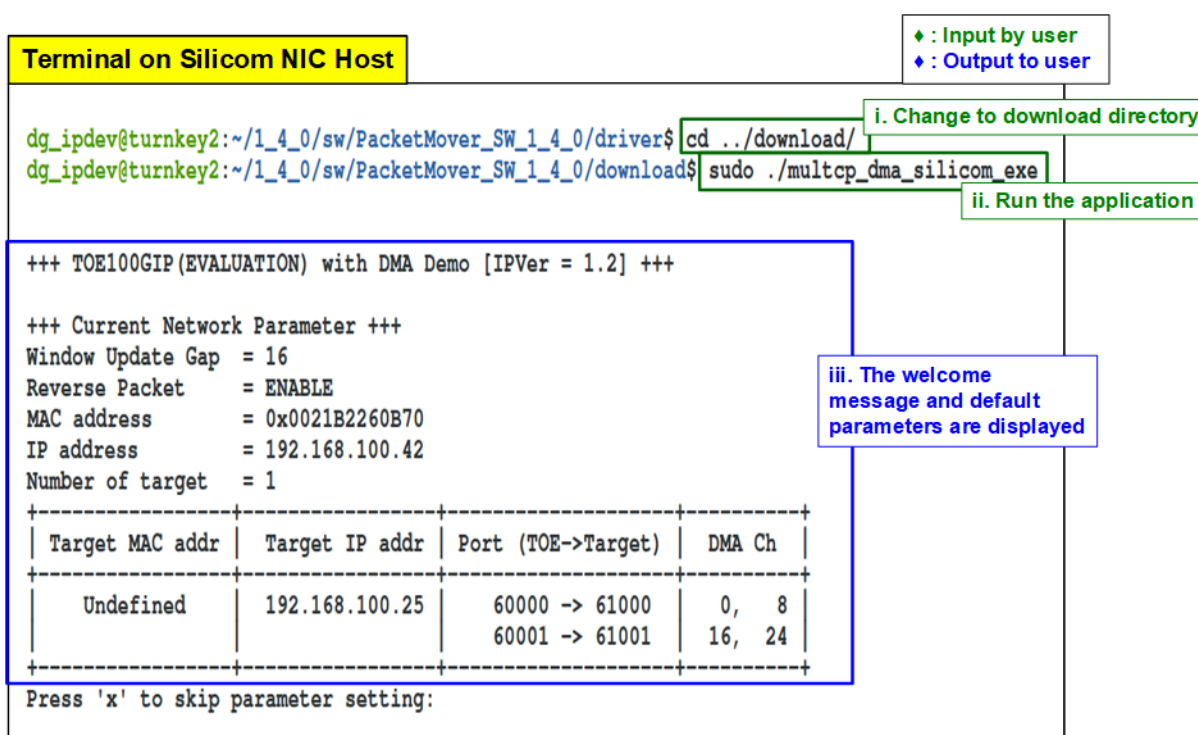 Terminal on Silicom NIC Host
♦ : Input by user
♦ : Output to user
i. Change to download directory
dg_ipdev@turnkey2:~/1_4_0/sw/PacketMover_SW_1_4_0/driver$ cd ../download/
dg_ipdev@turnkey2:~/1_4_0/sw/PacketMover_SW_1_4_0/download$ sudo ./multcp_dma_silicom_exe
ii. Run the application
+++ TOE100GIP(EVALUATION) with DMA Demo [IPVer = 1.2] +++
+++ Current Network Parameter +++
Window Update Gap = 16
Reverse Packet = ENABLE
MAC address = 0x0021B2260B70
IP address = 192.168.100.42
Number of target = 1
iii. The welcome
message and default
parameters are displayed
+-----------------+-----------------+--------------------+----------+
| Target MAC addr | Target IP addr | Port (TOE->Target) | DMA Ch |
+-----------------+-----------------+--------------------+----------+
| Undefined | 192.168.100.25 | 60000 -> 61000 | 0, 8 |
| | | 60001 -> 61001 | 16, 24 |
+-----------------+-----------------+--------------------+----------+
Press 'x' to skip parameter setting: